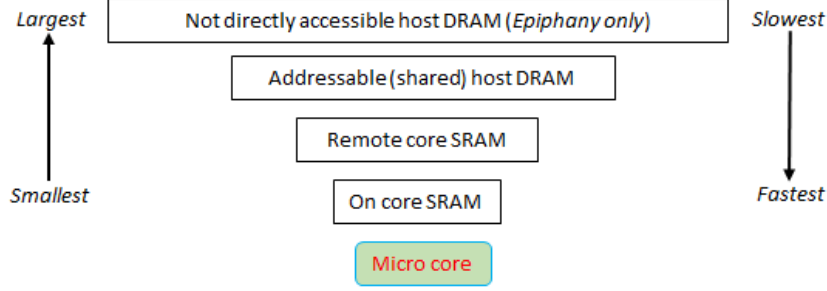 Largest
Not directly accessible host DRAM (Epiphany only)
Slowest
Addressable (shared) host DRAM
Remote core SRAM
Smallest
On core SRAM
Fastest
Micro core